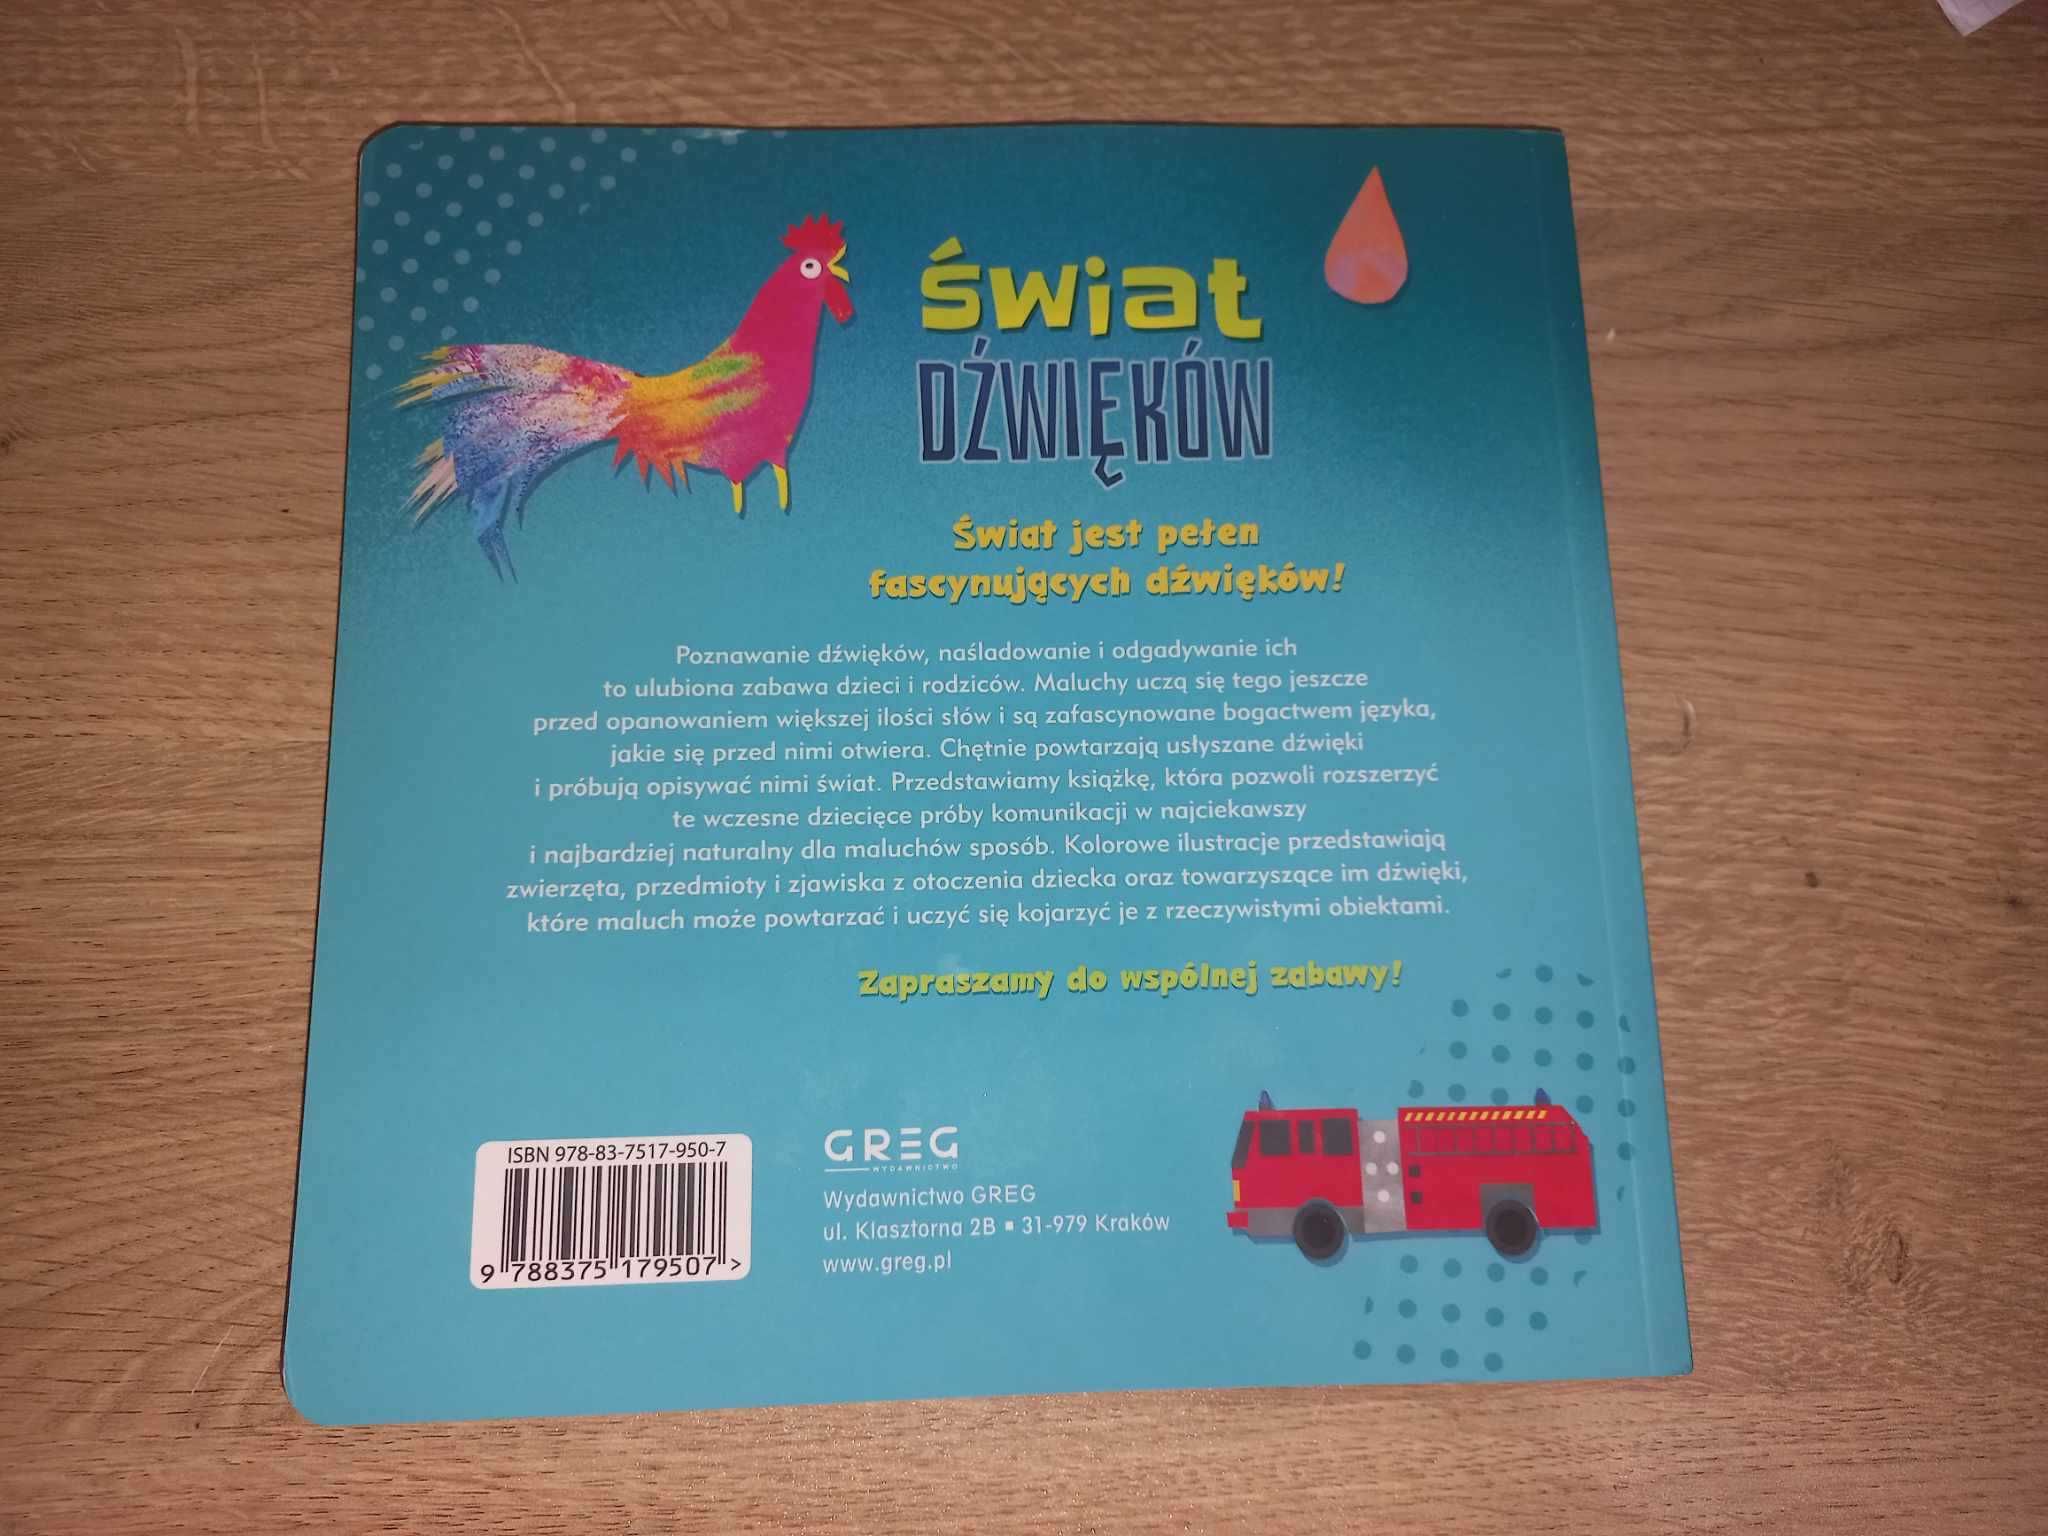 Świat
DŹWIĘKÓW
Świat jest pełen
fascynujących dźwięków!
Poznawanie dźwięków, naśladowanie i odgadywanie ich
to ulubiona zabawa dzieci i rodziców. Maluchy uczą się tego jeszcze
przed opanowaniem większej ilości słów i są zafascynowane bogactwem języka,
jakie się przed nimi otwiera. Chętnie powtarzają usłyszane dźwięki
i próbują opisywać nimi świat. Przedstawiamy książkę, która pozwoli rozszerzyć
te wczesne dziecięce próby komunikacji w najciekawszy
i najbardziej naturalny dla maluchów sposób. Kolorowe ilustracje przedstawiają
zwierzęta, przedmioty i zjawiska z otoczenia dziecka oraz towarzyszące im dźwięki,
które maluch może powtarzać i uczyć się kojarzyć je z rzeczywistymi obiektami.
Zapraszamy do wspólnej zabawy!
ISBN 978-83-7517-950-7
9 788375 179507 >
GREG
WYDAWNICTWO
Wydawnictwo GREG
ul. Klasztorna 2B ▪ 31-979 Kraków
www.greg.pl